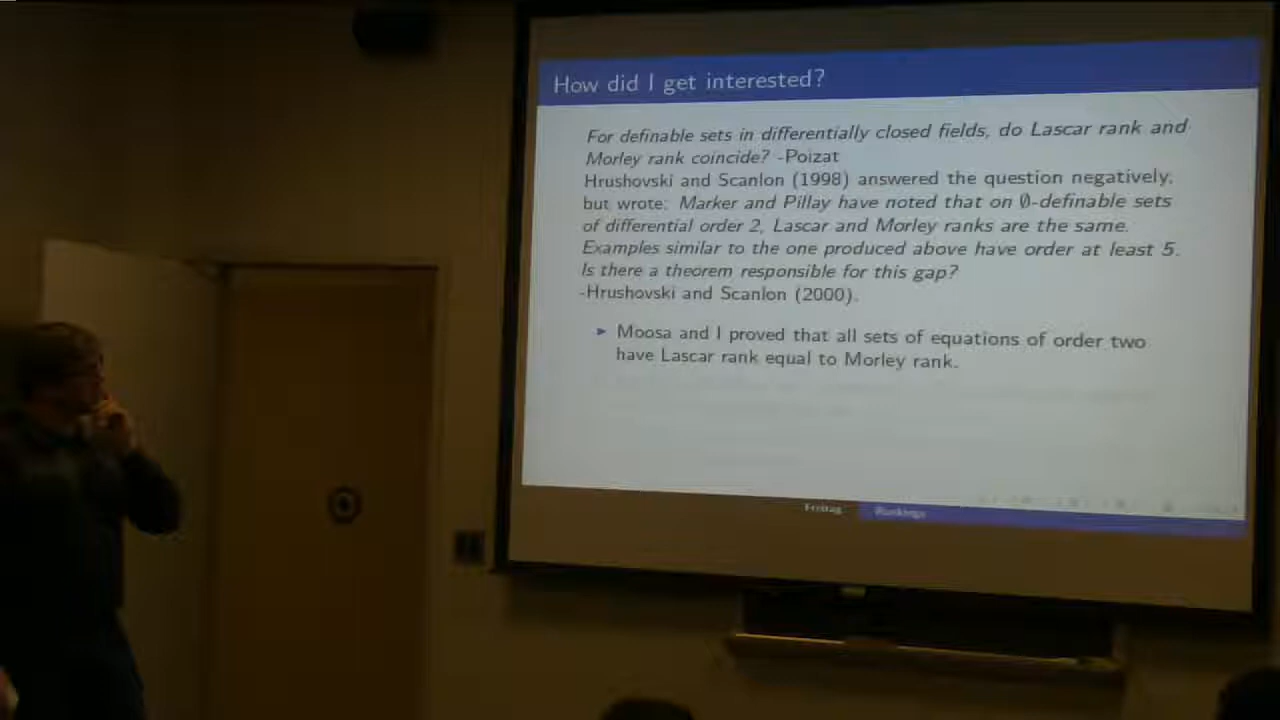 How did I get interested?
For definable sets in differentially closed fields, do Lascar rank and
Morley rank coincide? -Poizat
Hrushovski and Scanlon (1998) answered the question negatively,
but wrote: Marker and Pillay have noted that on ∅-definable sets
of differential order 2, Lascar and Morley ranks are the same.
Examples similar to the one produced above have order at least 5.
Is there a theorem responsible for this gap?
-Hrushovski and Scanlon (2000).
▶ Moosa and I proved that all sets of equations of order two
have Lascar rank equal to Morley rank.
Freitag Rankings